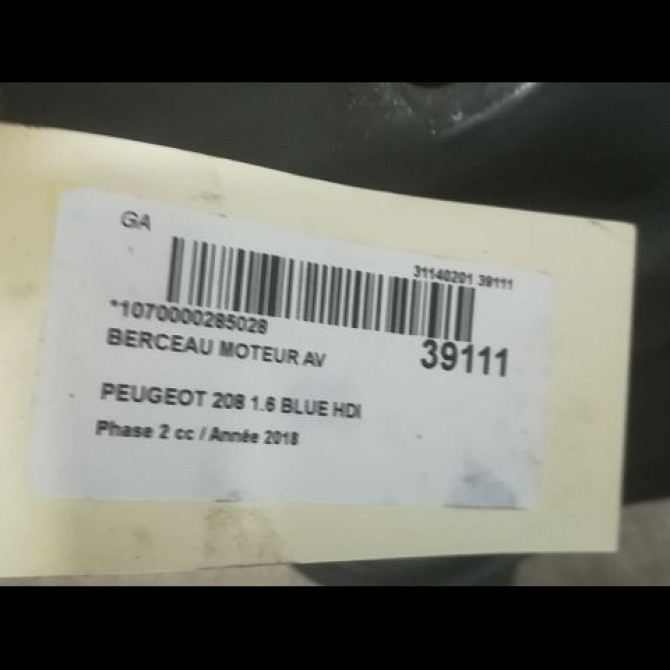 GA
31140201 39111
*1070000285028
BERCEAU MOTEUR AV
39111
PEUGEOT 208 1.6 BLUE HDI
Phase 2 cc / Année 2018